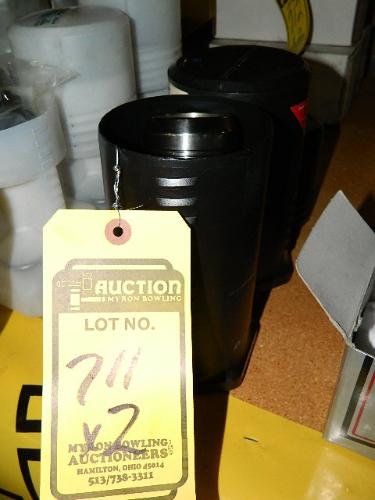 AUCTION
MYRON BOWLING
LOT NO.
711
x2
MYRON BOWLING
AUCTIONEERS
HAMILTON, OHIO 45014
513/738-3311